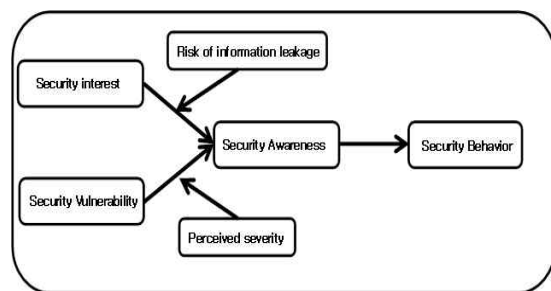 Risk of information leakage
Security interest
Security Awareness
Security Behavior
Security Vulnerability
Perceived severity